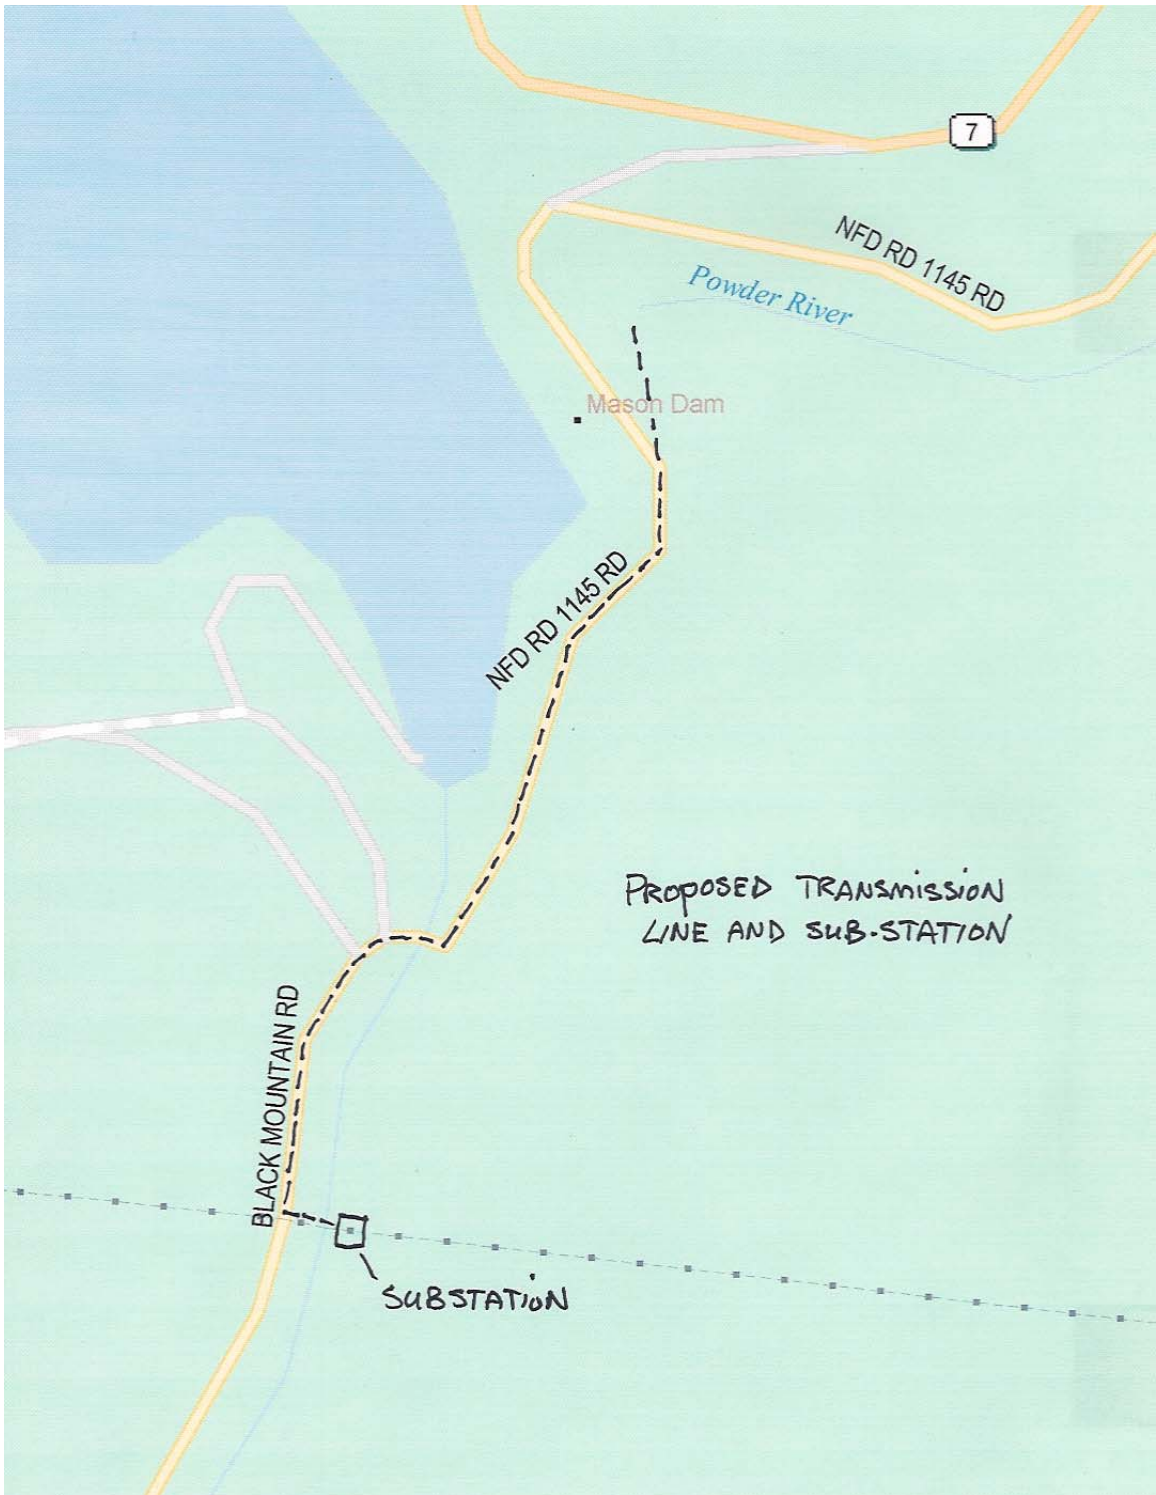 7
NFD RD 1145 RD
Powder River
Mason Dam
NFD RD 1145 RD
PROPOSED TRANSMISSION
LINE AND SUB-STATION
BLACK MOUNTAIN RD
SUBSTATION